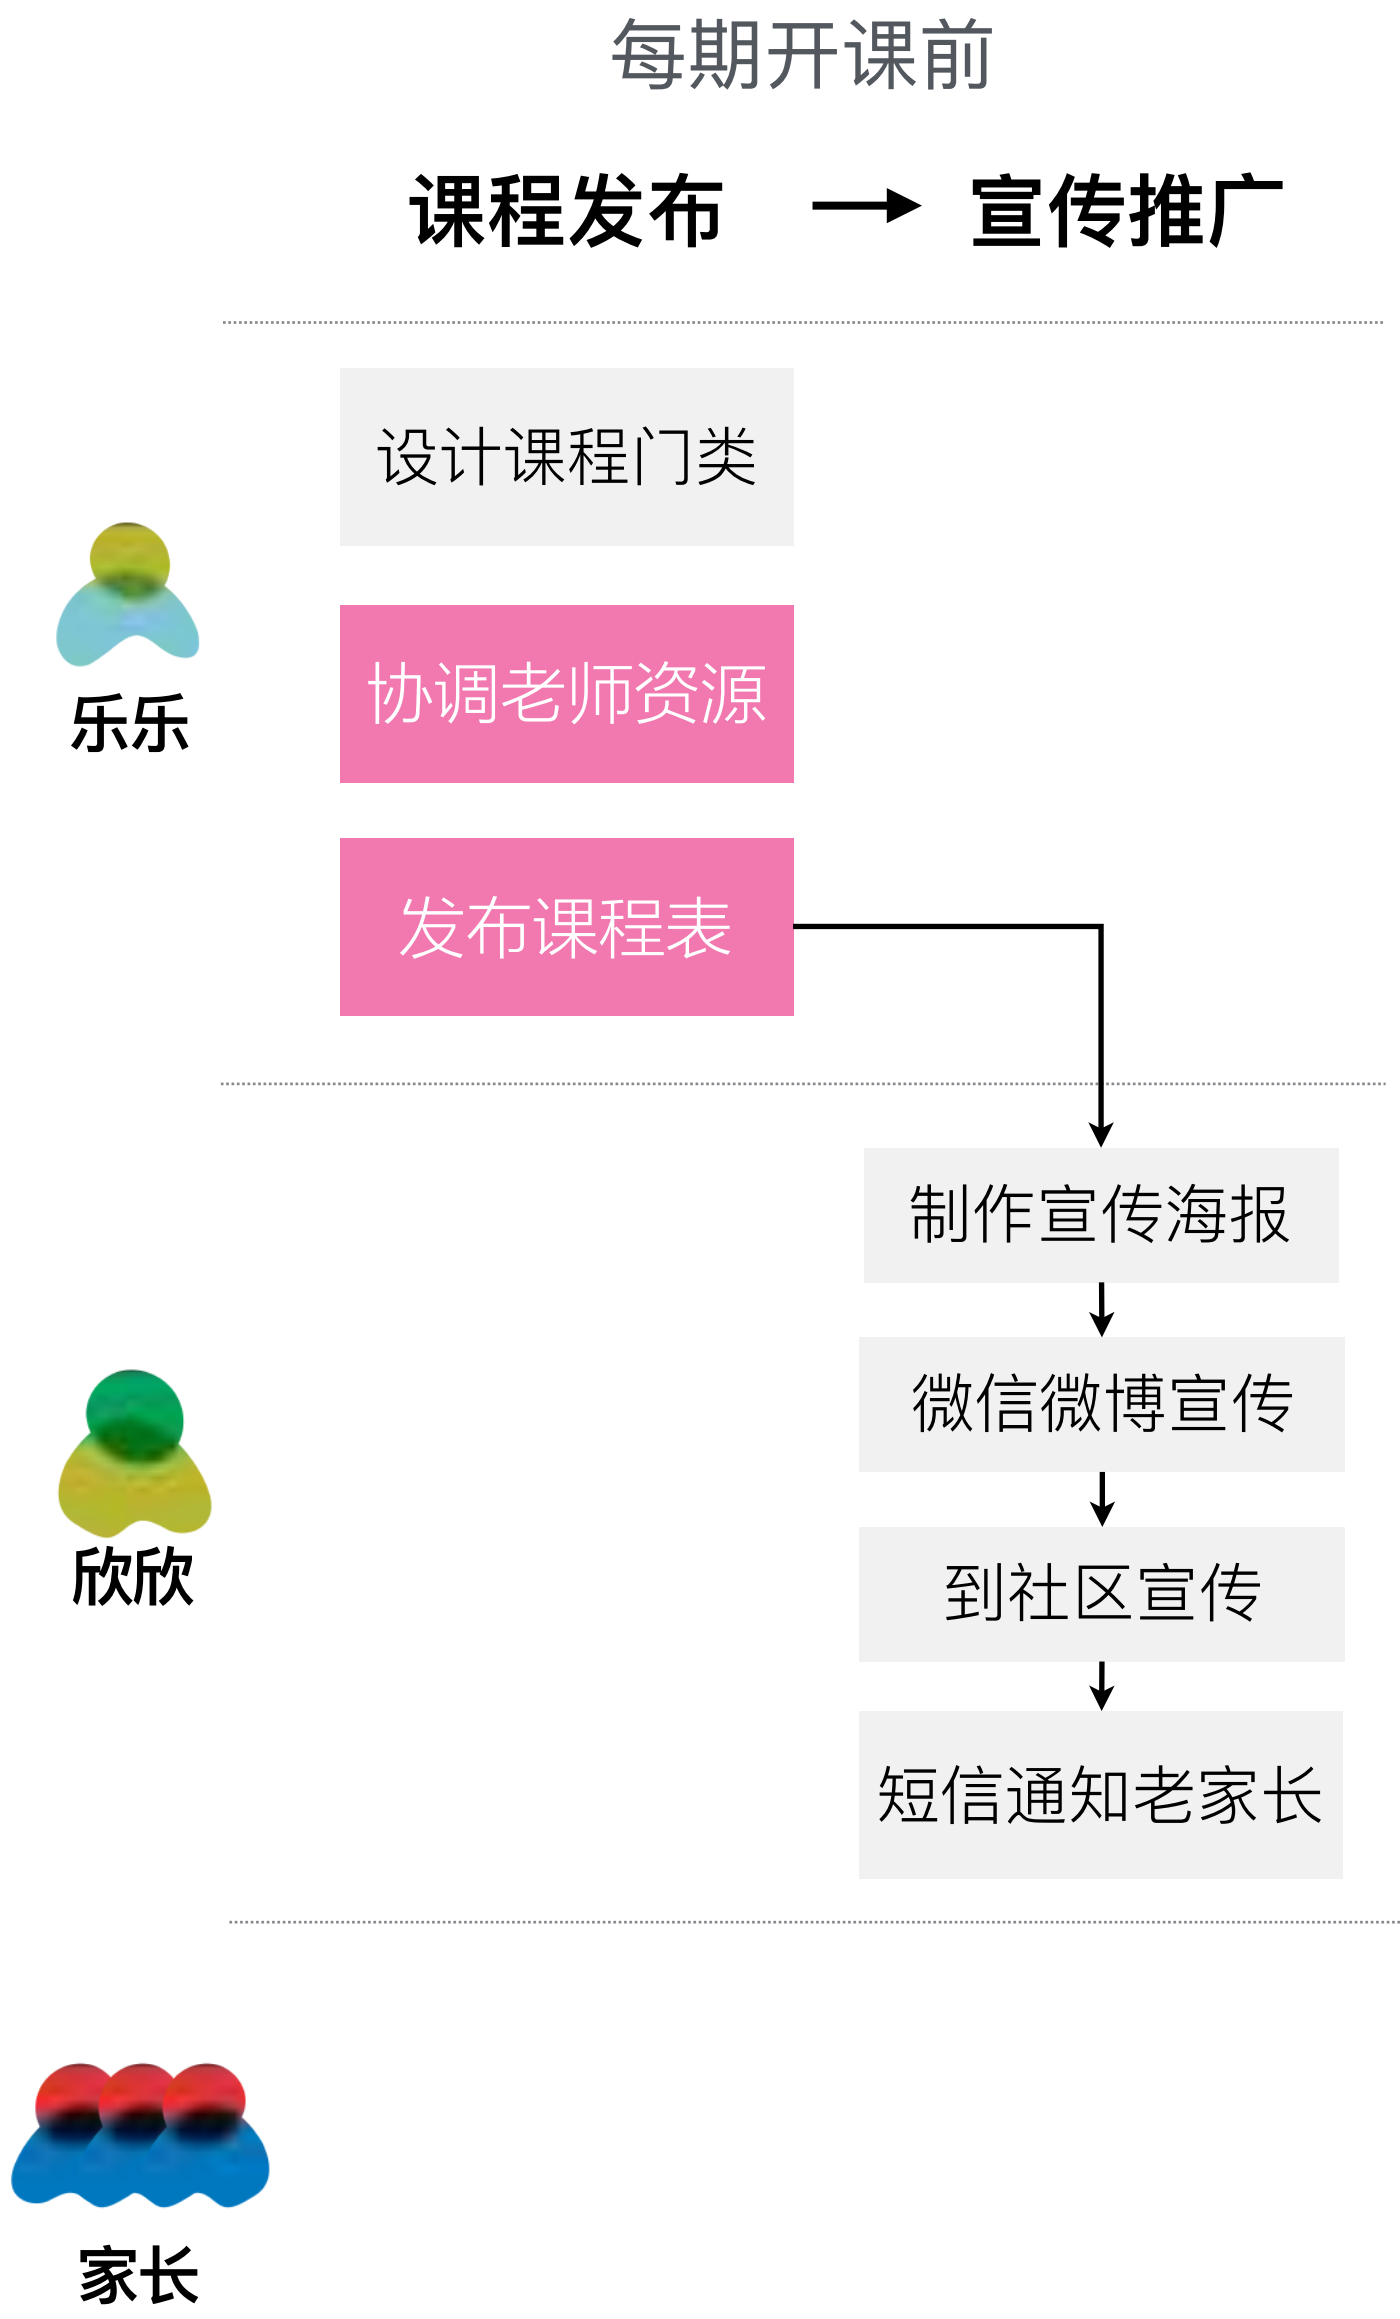 每期开课前
课程发布
宣传推广
设计课程门类
协调老师资源
乐乐
发布课程表
制作宣传海报
微信微博宣传
欣欣
到社区宣传
短信通知老家长
家长